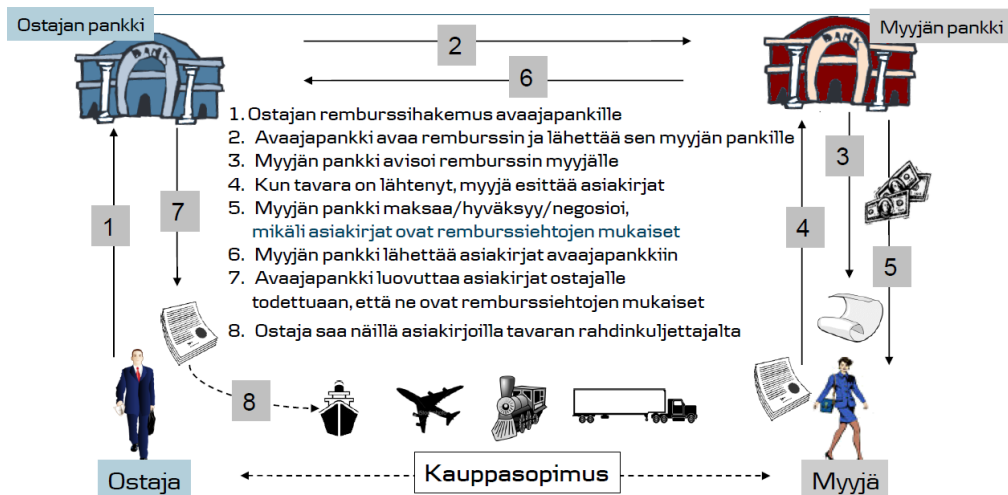 Ostajan pankki
Myyjän pankki
BANK
BANK
2
6
1. Ostajan remburssihakemus avaajapankille
2. Avaajapankki avaa remburssin ja lähettää sen myyjän pankille
3. Myyjän pankki avisoi remburssin myyjälle
4. Kun tavara on lähtenyt, myyjä esittää asiakirjat
5. Myyjän pankki maksaa/hyväksyy/negosioi,
mikäli asiakirjat ovat remburssiehtojen mukaiset
6. Myyjän pankki lähettää asiakirjat avaajapankkiin
7. Avaajapankki luovuttaa asiakirjat ostajalle
todettuaan, että ne ovat remburssiehtojen mukaiset
8. Ostaja saa näillä asiakirjoilla tavaran rahdinkuljettajalta
1
7
3
4
5
8
Kauppasopimus
Ostaja
Myyjä